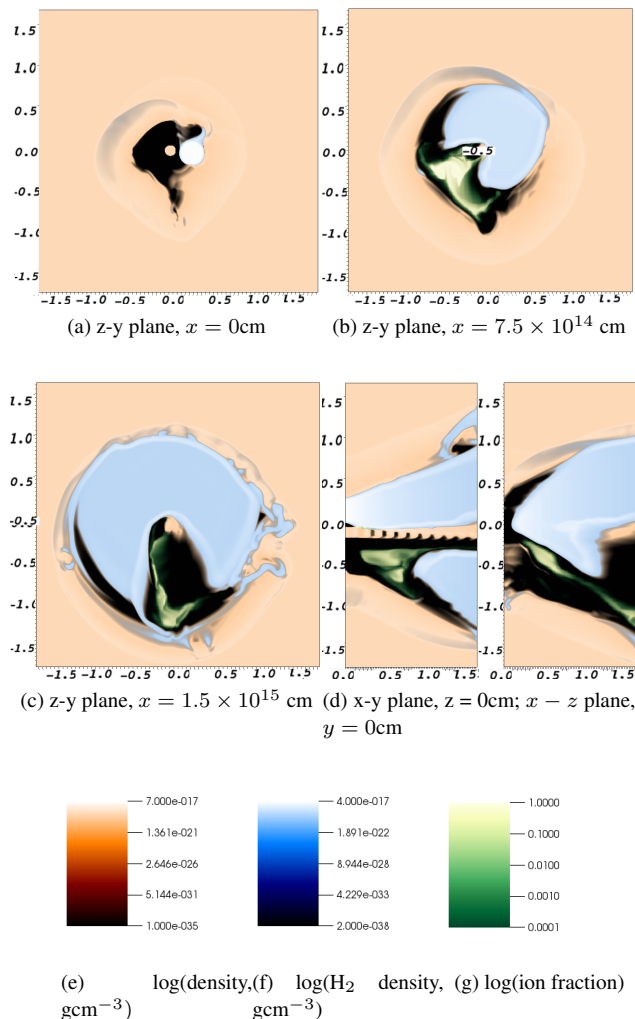 1.5
1.0
0.5
0.0
-0.5
-1.0
-1.5
-1.5 -1.0 -0.5 0.0 0.5 1.0 1.5
(a) z-y plane, x = 0cm
1.5
1.0
0.5
0.0
-0.5
-1.0
-1.5
-0.5
-1.5 -1.0 -0.5 0.0 0.5 1.0 1.5
(b) z-y plane, x = 7.5 × 10¹⁴ cm
1.5
1.0
0.5
0.0
-0.5
-1.0
-1.5
-1.5 -1.0 -0.5 0.0 0.5 1.0 1.5
(c) z-y plane, x = 1.5 × 10¹⁵ cm
1.5
1.0
0.5
0.0
-0.5
-1.0
-1.5
0.0 0.5 1.0 1.5
1.5
1.0
0.5
0.0
-0.5
-1.0
-1.5
0.0 0.5 1.0 1.5
(d) x-y plane, z = 0cm; x − z plane,
y = 0cm
7.000e-017
1.361e-021
2.646e-026
5.144e-031
1.000e-035
4.000e-017
1.891e-022
8.944e-028
4.229e-033
2.000e-038
1.0000
0.1000
0.0100
0.0010
0.0001
(e) log(density,
gcm⁻³)
(f) log(H₂ density,
gcm⁻³)
(g) log(ion fraction)